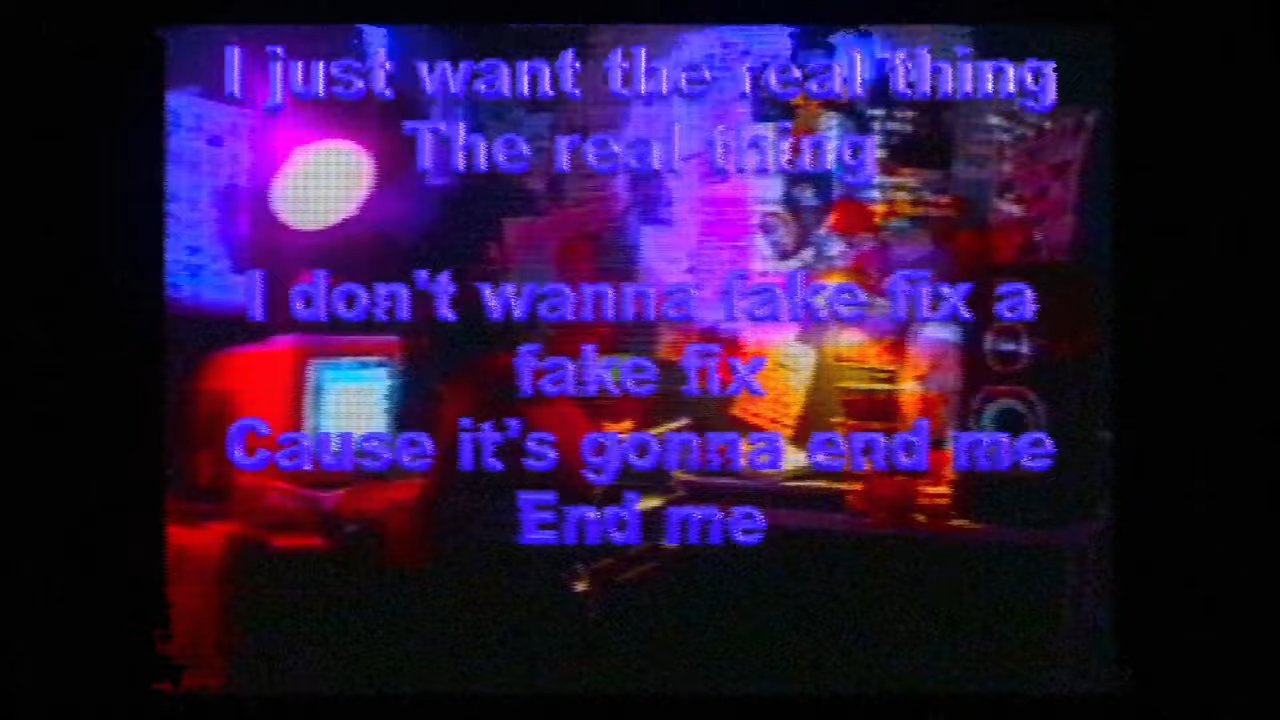 I just want the real thing
The real thing
I don't wanna fake fix a
fake fix
Cause it's gonna end me
End me